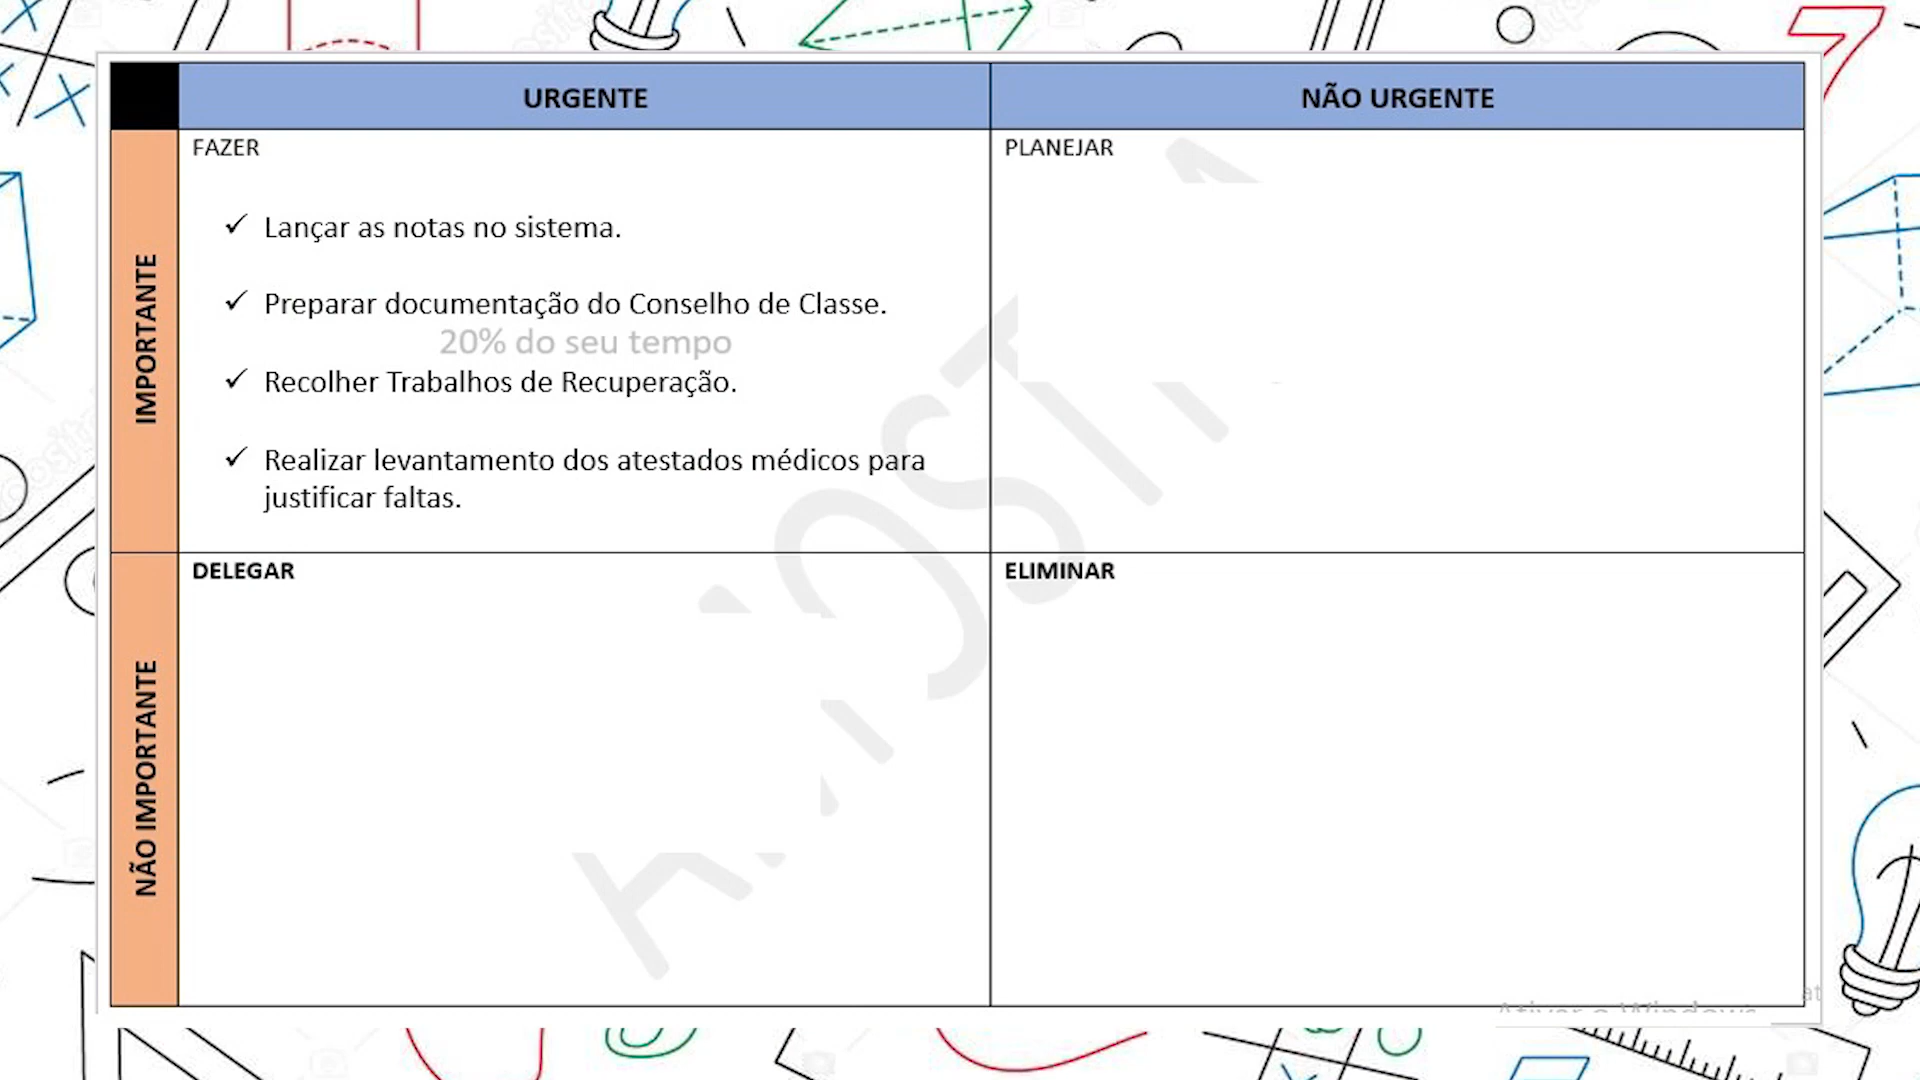 URGENTE
NÃO URGENTE
IMPORTANTE
FAZER
✓ Lançar as notas no sistema.
✓ Preparar documentação do Conselho de Classe.
20% do seu tempo
✓ Recolher Trabalhos de Recuperação.
✓ Realizar levantamento dos atestados médicos para
justificar faltas.
PLANEJAR
NÃO IMPORTANTE
DELEGAR
ELIMINAR